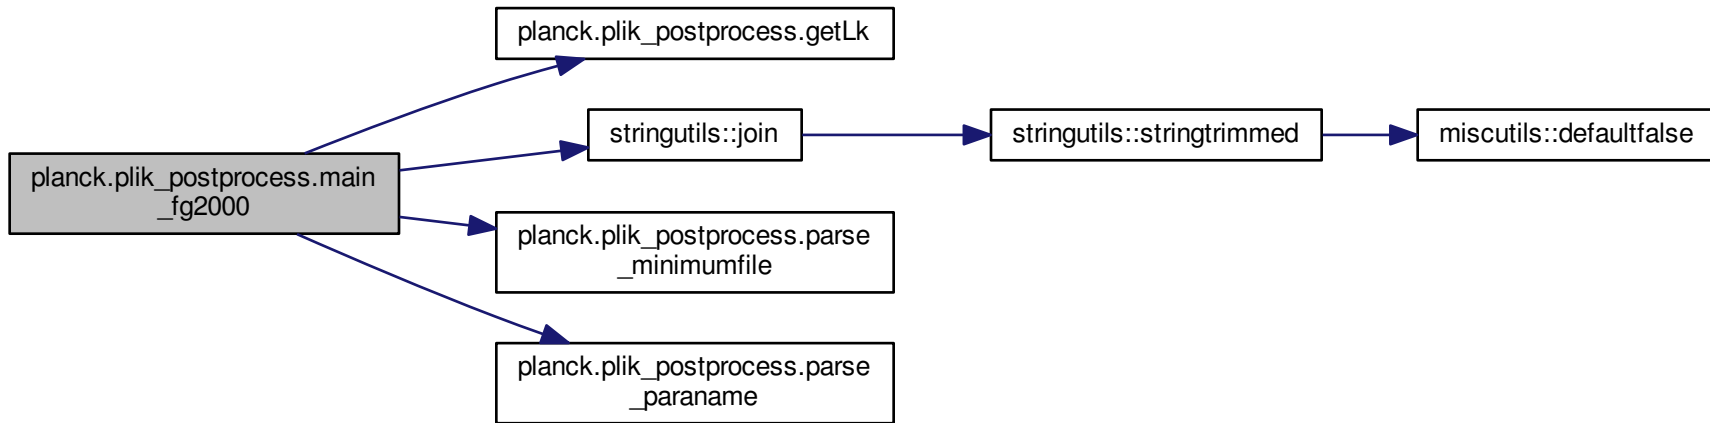 planck.plik_postprocess.getLk
stringutils::join
stringutils::stringtrimmed
miscutils::defaultfalse
planck.plik_postprocess.main
_fg2000
planck.plik_postprocess.parse
_minimumfile
planck.plik_postprocess.parse
_paraname